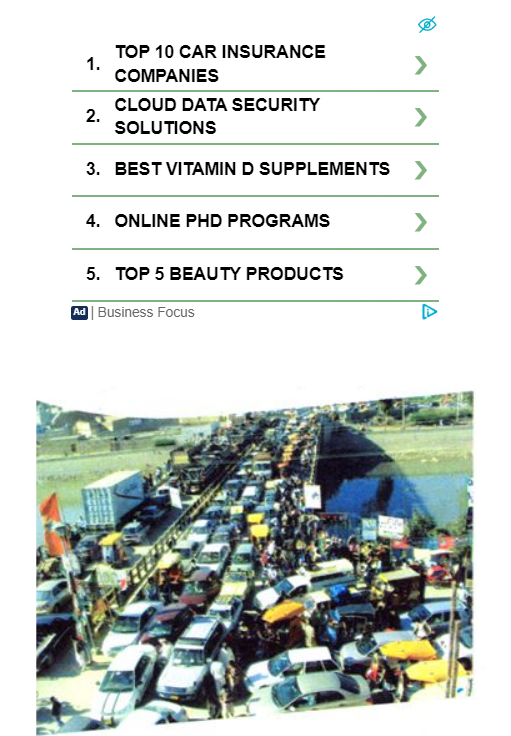 1. TOP 10 CAR INSURANCE
COMPANIES
2. CLOUD DATA SECURITY
SOLUTIONS
3. BEST VITAMIN D SUPPLEMENTS
4. ONLINE PHD PROGRAMS
5. TOP 5 BEAUTY PRODUCTS
Ad | Business Focus